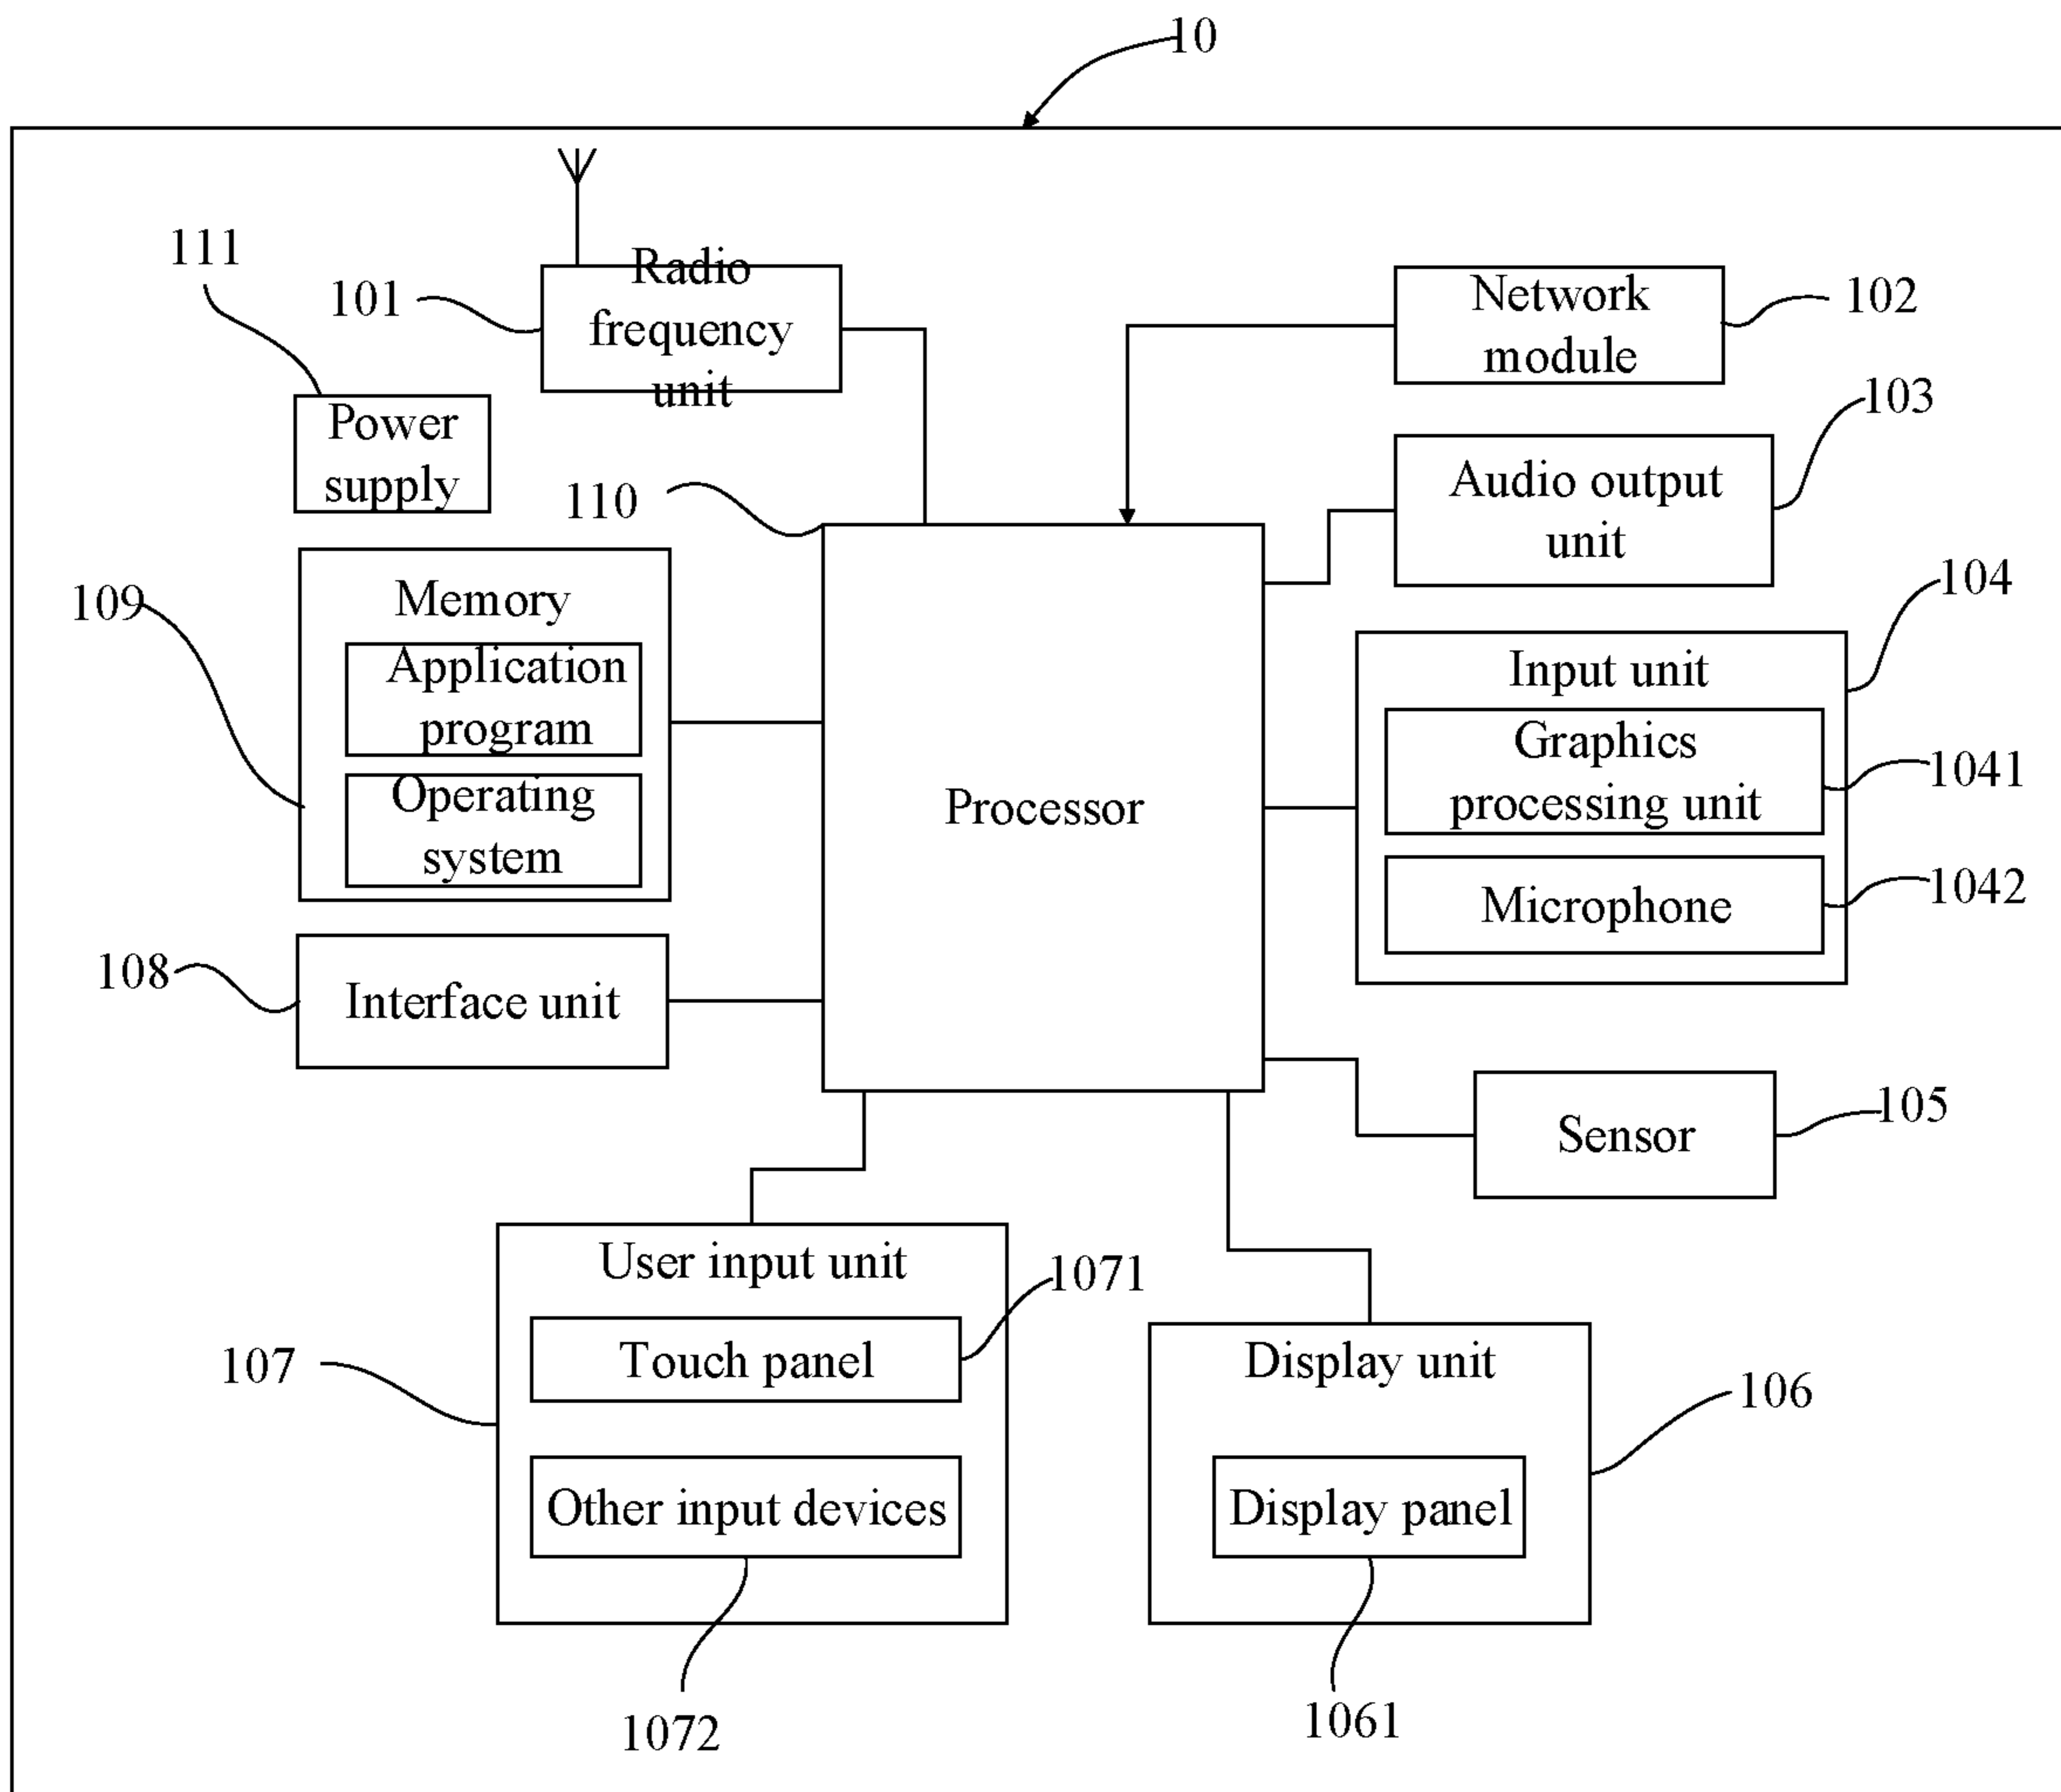 10
111
101
Radio
frequency
unit
Network
module
102
103
Power
supply
110
Audio output
unit
109
Memory
Application
program
Operating
system
Processor
104
Input unit
Graphics
processing unit
1041
Microphone
1042
108
Interface unit
Sensor
105
User input unit
1071
107
Touch panel
Other input devices
1072
Display unit
106
Display panel
1061